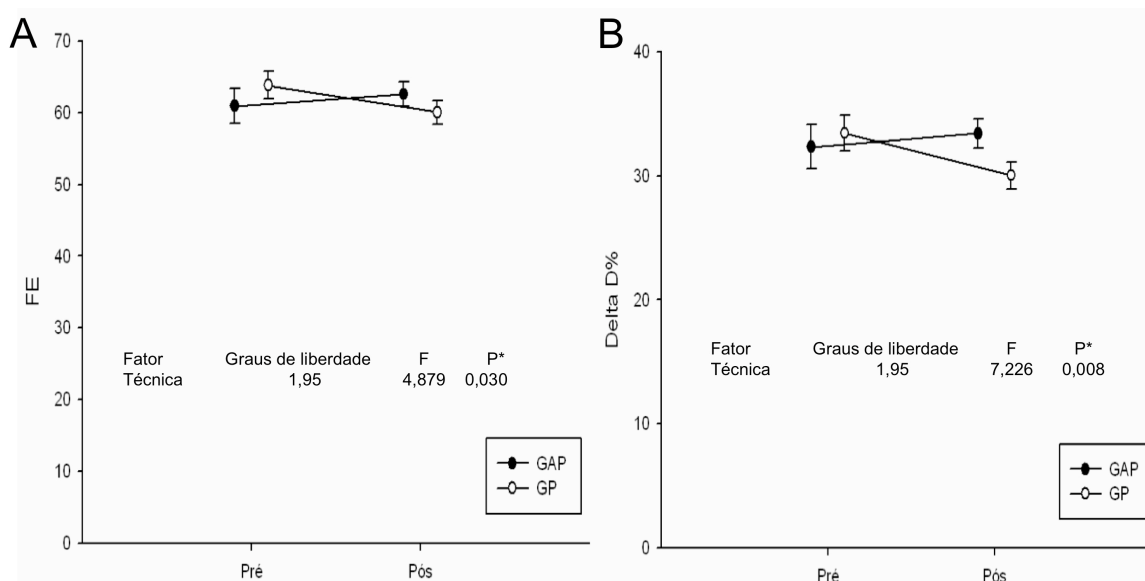 A
70
60
50
40
30
20
10
0
FE
Fator Graus de liberdade F P*
Técnica 1,95 4,879 0,030
GAP
GP
Pré Pós
B
40
30
20
10
0
Delta D%
Fator Graus de liberdade F P*
Técnica 1,95 7,226 0,008
GAP
GP
Pré Pós